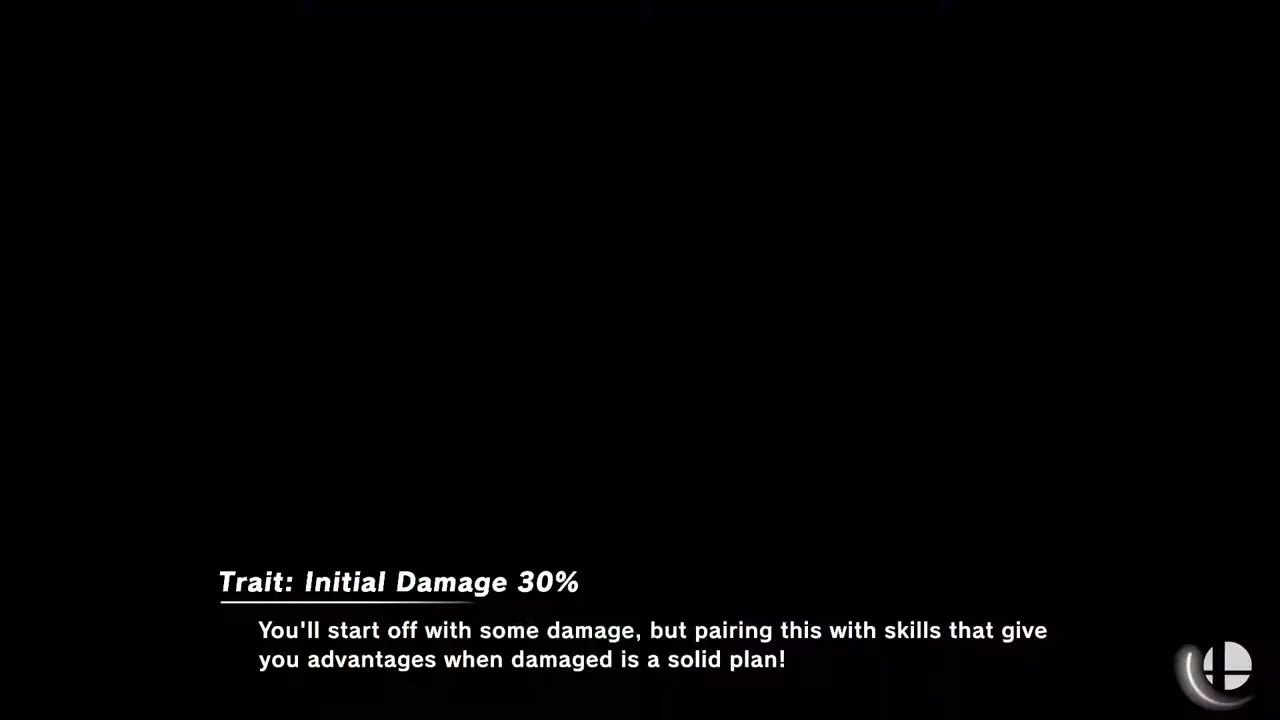 Trait: Initial Damage 30%
You'll start off with some damage, but pairing this with skills that give
you advantages when damaged is a solid plan!